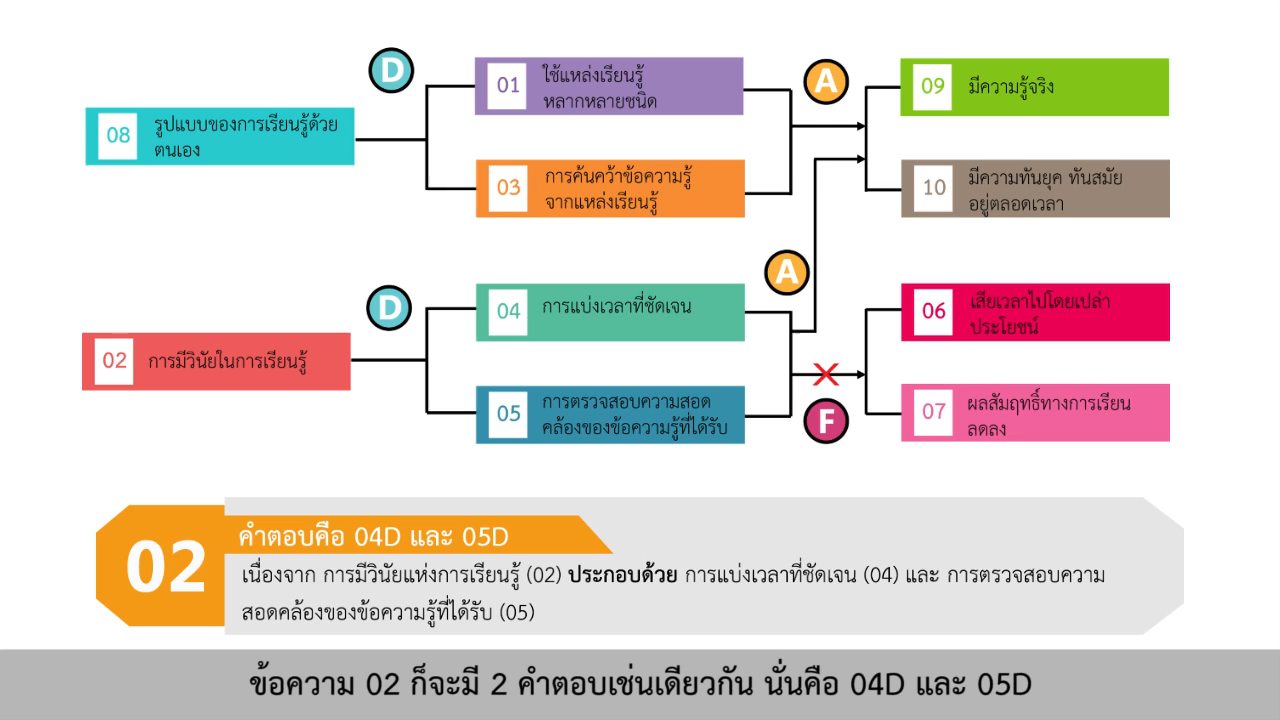 D
01
ใช้แหล่งเรียนรู้
หลากหลายชนิด
A
09
มีความรู้จริง
08
รูปแบบของการเรียนรู้ด้วย
ตนเอง
03
การค้นคว้าข้อความรู้
จากแหล่งเรียนรู้
10
มีความทันยุค ทันสมัย
อยู่ตลอดเวลา
A
D
04
การแบ่งเวลาที่ชัดเจน
06
เสียเวลาไปโดยเปล่า
ประโยชน์
02
การมีวินัยในการเรียนรู้
05
การตรวจสอบความสอด
คล้องของข้อความรู้ที่ได้รับ
F
07
ผลสัมฤทธิ์ทางการเรียน
ลดลง
02
คำตอบคือ 04D และ 05D
เนื่องจาก การมีวินัยแห่งการเรียนรู้ (02) ประกอบด้วย การแบ่งเวลาที่ชัดเจน (04) และ การตรวจสอบความ
สอดคล้องของข้อความรู้ที่ได้รับ (05)
ข้อความ 02 ก็จะมี 2 คำตอบเช่นเดียวกัน นั่นคือ 04D และ 05D